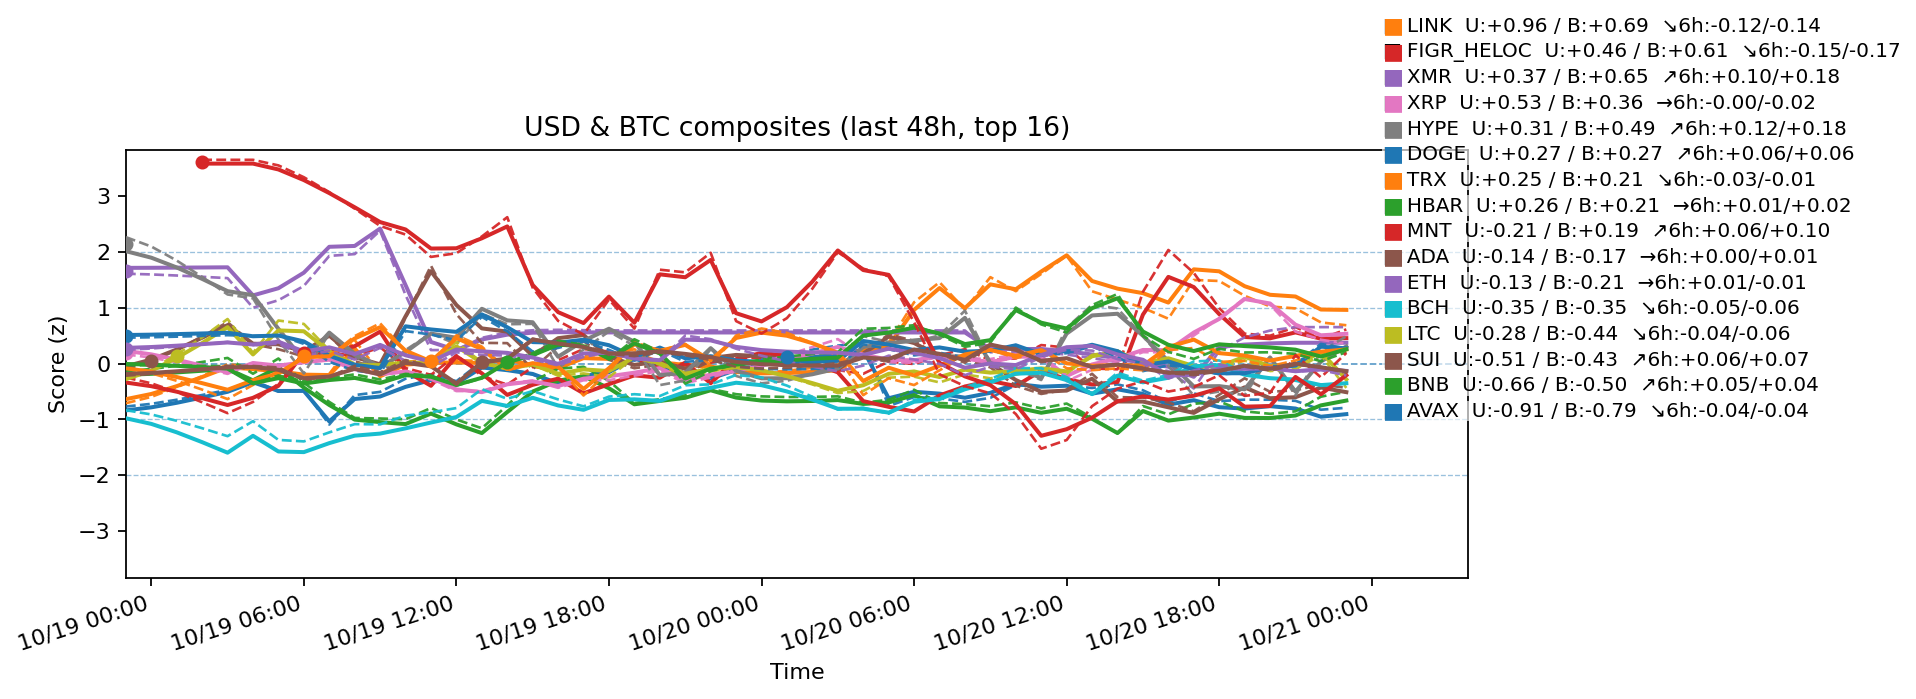 LINK U:+0.96 / B:+0.69 ↘6h:-0.12/-0.14
FIGR_HELOC U:+0.46 / B:+0.61 ↘6h:-0.15/-0.17
XMR U:+0.37 / B:+0.65 ↗6h:+0.10/+0.18
XRP U:+0.53 / B:+0.36 →6h:-0.00/-0.02
HYPE U:+0.31 / B:+0.49 ↗6h:+0.12/+0.18
DOGE U:+0.27 / B:+0.27 ↗6h:+0.06/+0.06
TRX U:+0.25 / B:+0.21 ↘6h:-0.03/-0.01
HBAR U:+0.26 / B:+0.21 →6h:+0.01/+0.02
MNT U:-0.21 / B:+0.19 ↗6h:+0.06/+0.10
ADA U:-0.14 / B:-0.17 →6h:+0.00/+0.01
ETH U:-0.13 / B:-0.21 →6h:+0.01/-0.01
BCH U:-0.35 / B:-0.35 ↘6h:-0.05/-0.06
LTC U:-0.28 / B:-0.44 ↘6h:-0.04/-0.06
SUI U:-0.51 / B:-0.43 ↗6h:+0.06/+0.07
BNB U:-0.66 / B:-0.50 ↗6h:+0.05/+0.04
AVAX U:-0.91 / B:-0.79 ↘6h:-0.04/-0.04
USD & BTC composites (last 48h, top 16)
Score (z)
3
2
1
0
−1
−2
−3
10/19 00:00
10/19 06:00
10/19 12:00
10/19 18:00
10/20 00:00
10/20 06:00
10/20 12:00
10/20 18:00
10/21 00:00
Time